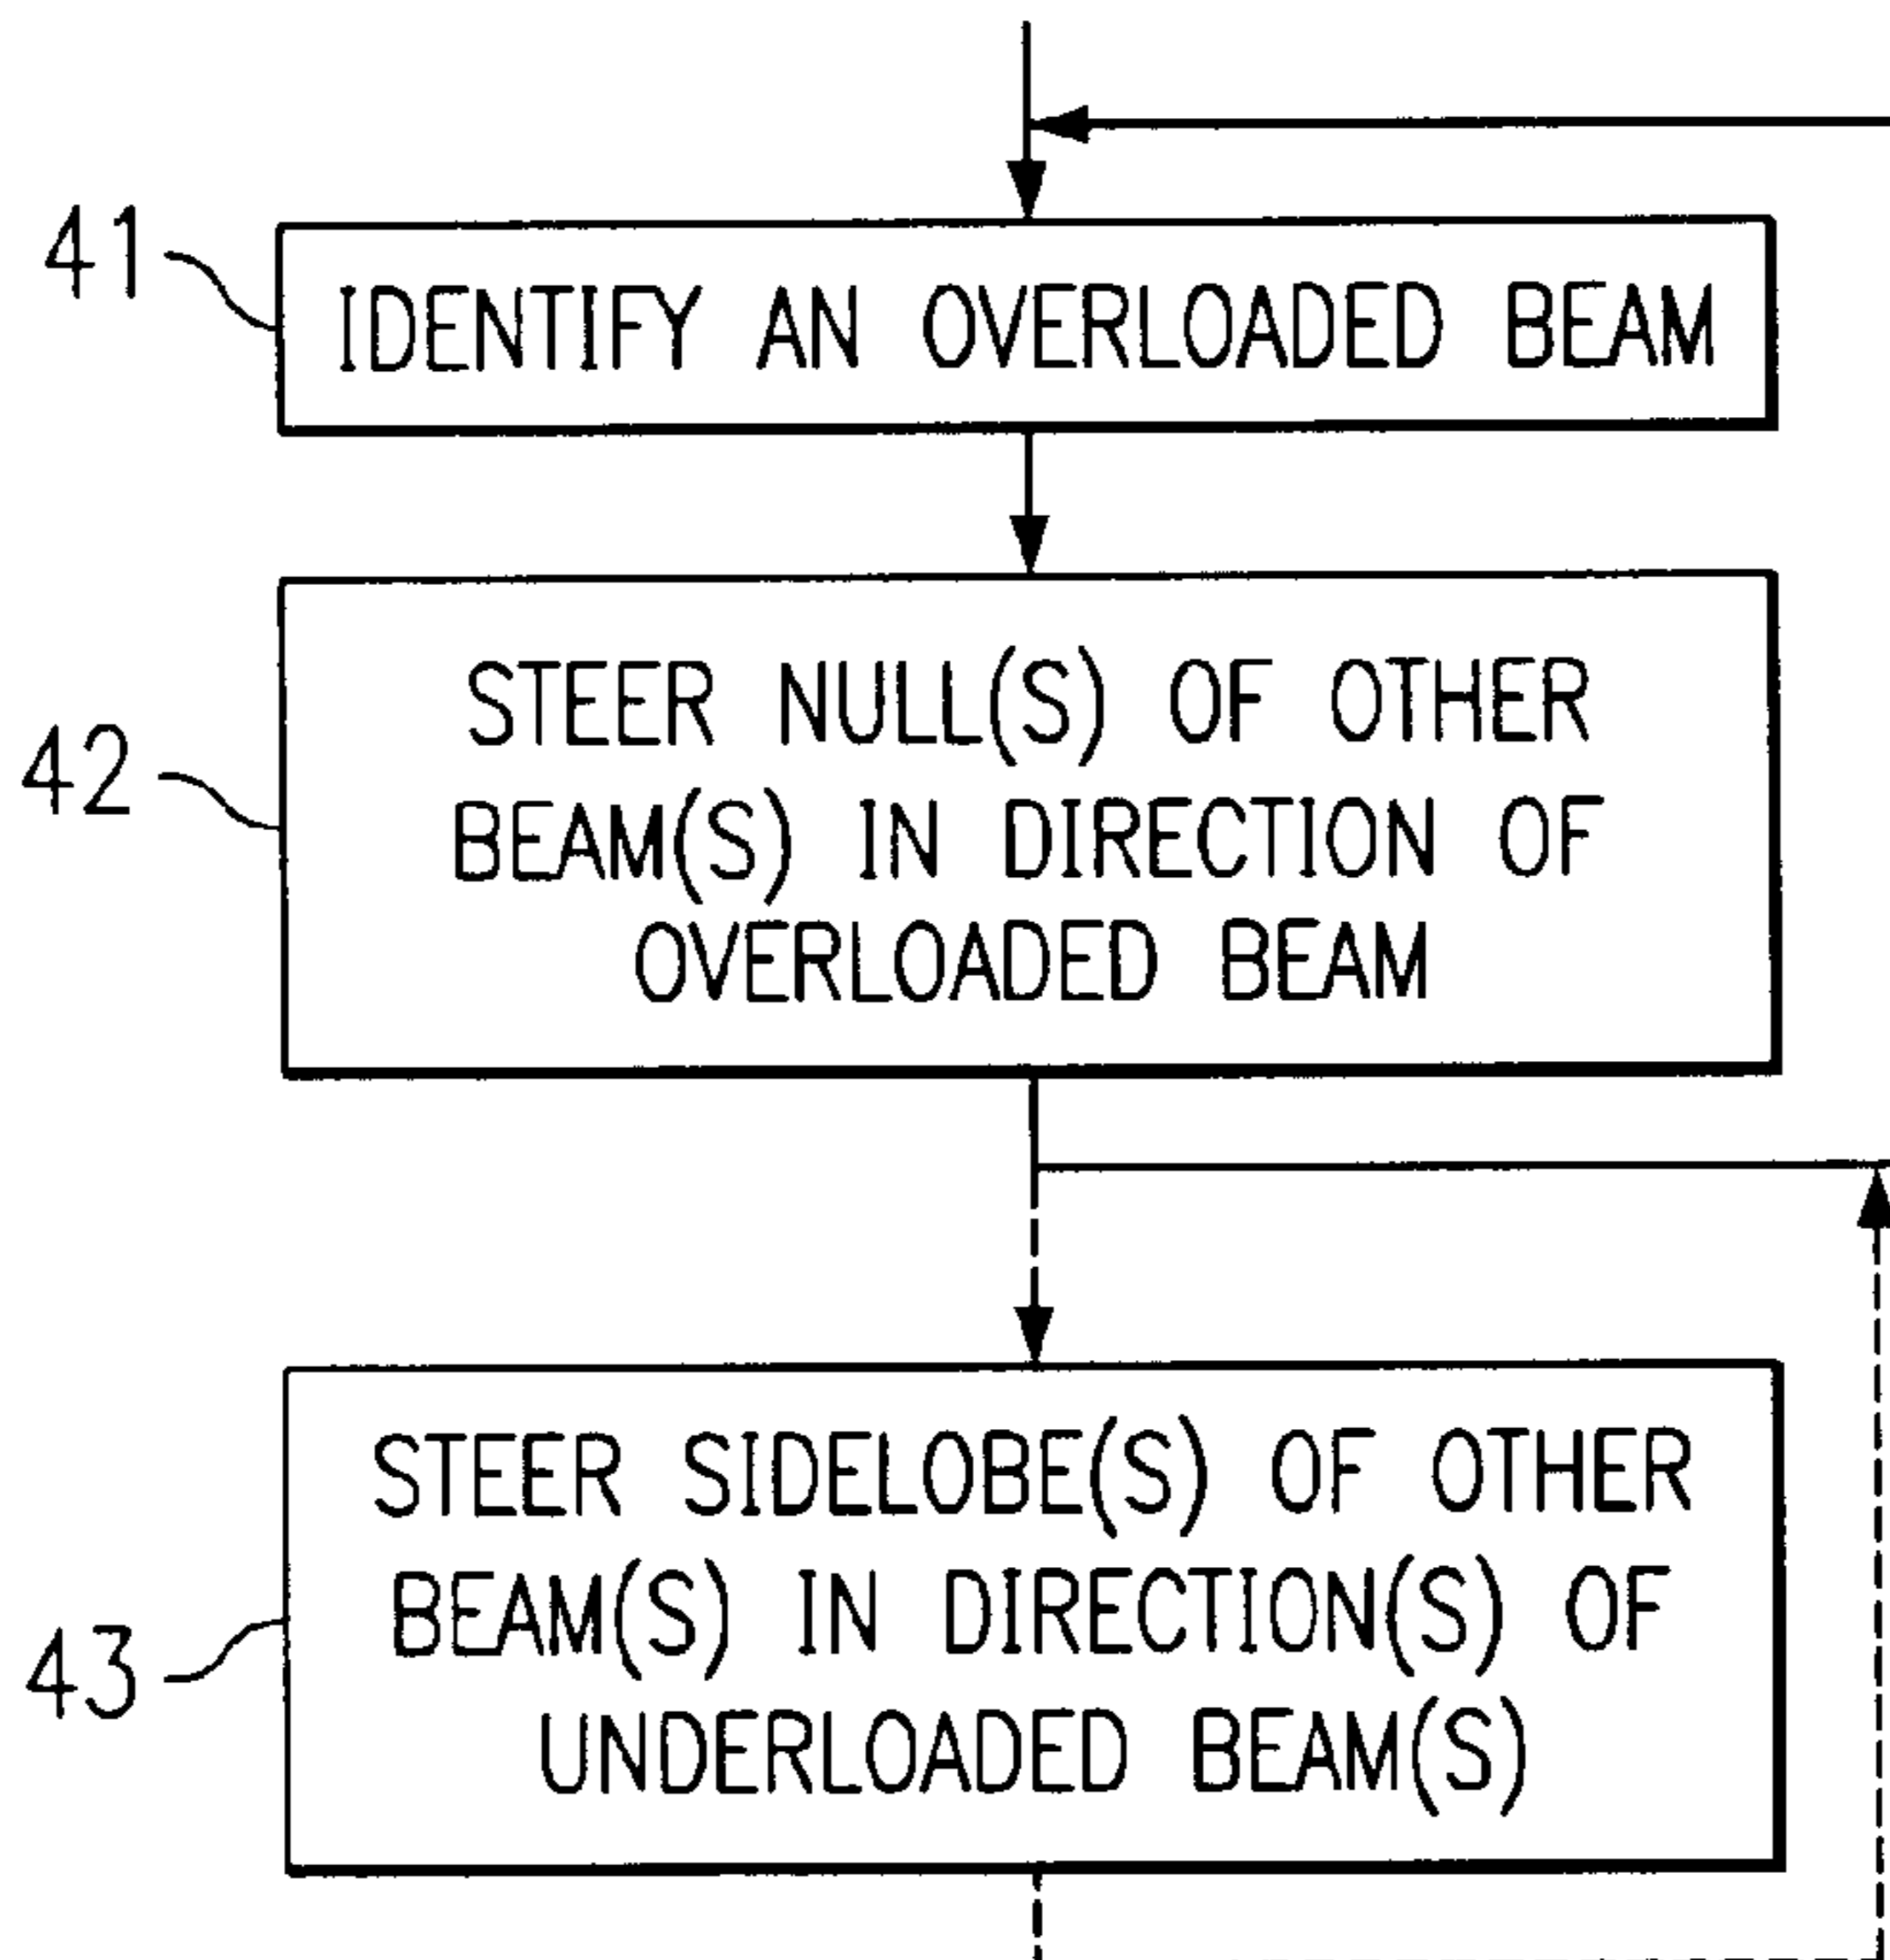 41
IDENTIFY AN OVERLOADED BEAM
42
STEER NULL(S) OF OTHER
BEAM(S) IN DIRECTION OF
OVERLOADED BEAM
43
STEER SIDELOBE(S) OF OTHER
BEAM(S) IN DIRECTION(S) OF
UNDERLOADED BEAM(S)